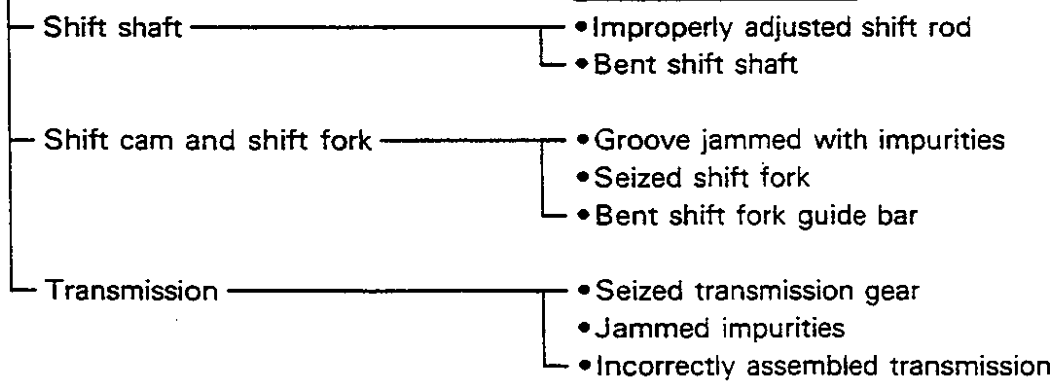 Shift shaft
•Improperly adjusted shift rod
•Bent shift shaft
Shift cam and shift fork
•Groove jammed with impurities
•Seized shift fork
•Bent shift fork guide bar
Transmission
•Seized transmission gear
•Jammed impurities
•Incorrectly assembled transmission